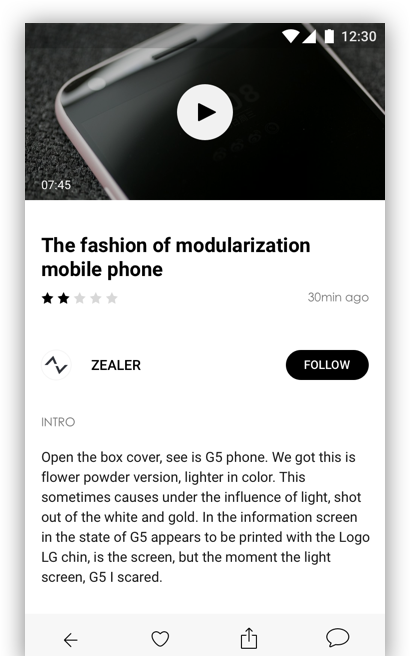 12:30
07:45
The fashion of modularization
mobile phone
30min ago
ZEALER
FOLLOW
INTRO
Open the box cover, see is G5 phone. We got this is
flower powder version, lighter in color. This
sometimes causes under the influence of light, shot
out of the white and gold. In the information screen
in the state of G5 appears to be printed with the Logo
LG chin, is the screen, but the moment the light
screen, G5 I scared.